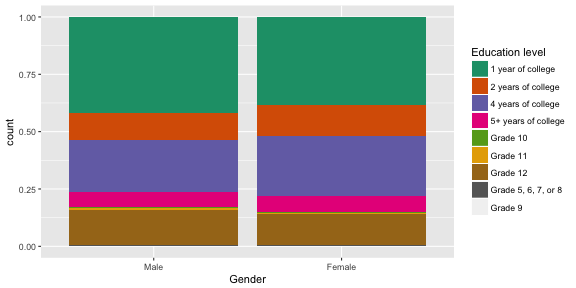 1.00
0.75
0.50
0.25
0.00
count
Male
Female
Gender
Education level
1 year of college
2 years of college
4 years of college
5+ years of college
Grade 10
Grade 11
Grade 12
Grade 5, 6, 7, or 8
Grade 9